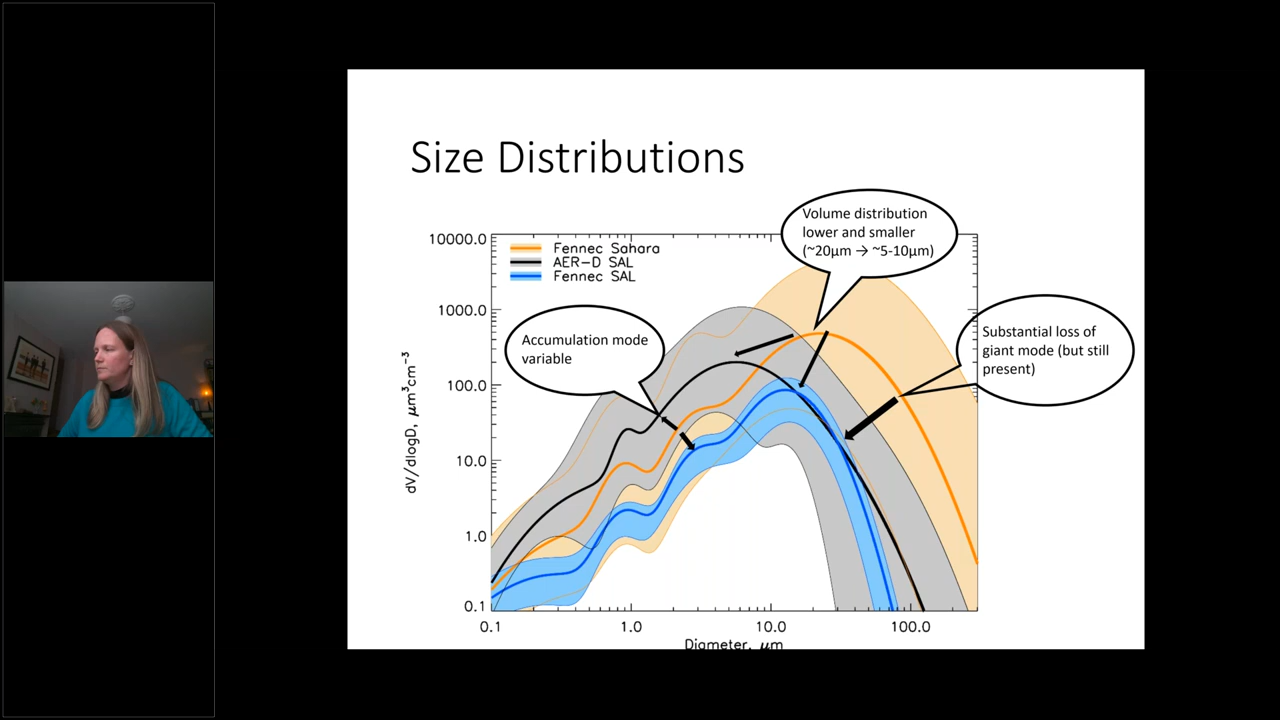 Size Distributions
Volume distribution
lower and smaller
(~20µm → ~5-10µm)
Fennec Sahara
AER-D SAL
Fennec SAL
Accumulation mode
variable
Substantial loss of
giant mode (but still
present)
dV/dlogD, µm³cm⁻³
10000.0
1000.0
100.0
10.0
1.0
0.1
0.1 1.0 10.0 100.0
Diameter, µm